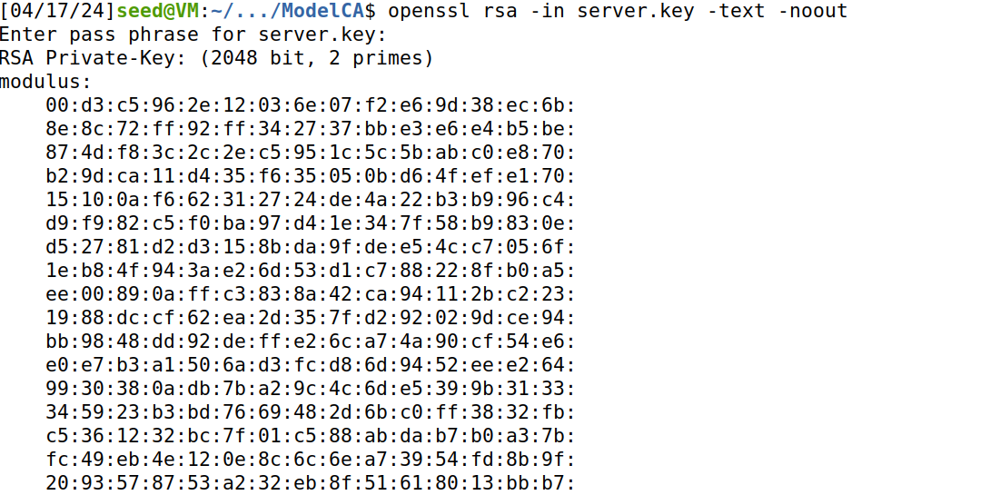 [04/17/24]seed@VM:~/.../ModelCA$ openssl rsa -in server.key -text -noout
Enter pass phrase for server.key:
RSA Private-Key: (2048 bit, 2 primes)
modulus:
    00:d3:c5:96:2e:12:03:6e:07:f2:e6:9d:38:ec:6b:
    8e:8c:72:ff:92:ff:34:27:37:bb:e3:e6:e4:b5:be:
    87:4d:f8:3c:2c:2e:c5:95:1c:5c:5b:ab:c0:e8:70:
    b2:9d:ca:11:d4:35:f6:35:05:0b:d6:4f:ef:e1:70:
    15:10:0a:f6:62:31:27:24:de:4a:22:b3:b9:96:c4:
    d9:f9:82:c5:f0:ba:97:d4:1e:34:7f:58:b9:83:0e:
    d5:27:81:d2:d3:15:8b:da:9f:de:e5:4c:c7:05:6f:
    1e:b8:4f:94:3a:e2:6d:53:d1:c7:88:22:8f:b0:a5:
    ee:00:89:0a:ff:c3:83:8a:42:ca:94:11:2b:c2:23:
    19:88:dc:cf:62:ea:2d:35:7f:d2:92:02:9d:ce:94:
    bb:98:48:dd:92:de:ff:e2:6c:a7:4a:90:cf:54:e6:
    e0:e7:b3:a1:50:6a:d3:fc:d8:6d:94:52:ee:e2:64:
    99:30:38:0a:db:7b:a2:9c:4c:6d:e5:39:9b:31:33:
    34:59:23:b3:bd:76:69:48:2d:6b:c0:ff:38:32:fb:
    c5:36:12:32:bc:7f:01:c5:88:ab:da:b7:b0:a3:7b:
    fc:49:eb:4e:12:0e:8c:6c:6e:a7:39:54:fd:8b:9f:
    20:93:57:87:53:a2:32:eb:8f:51:61:80:13:bb:b7: